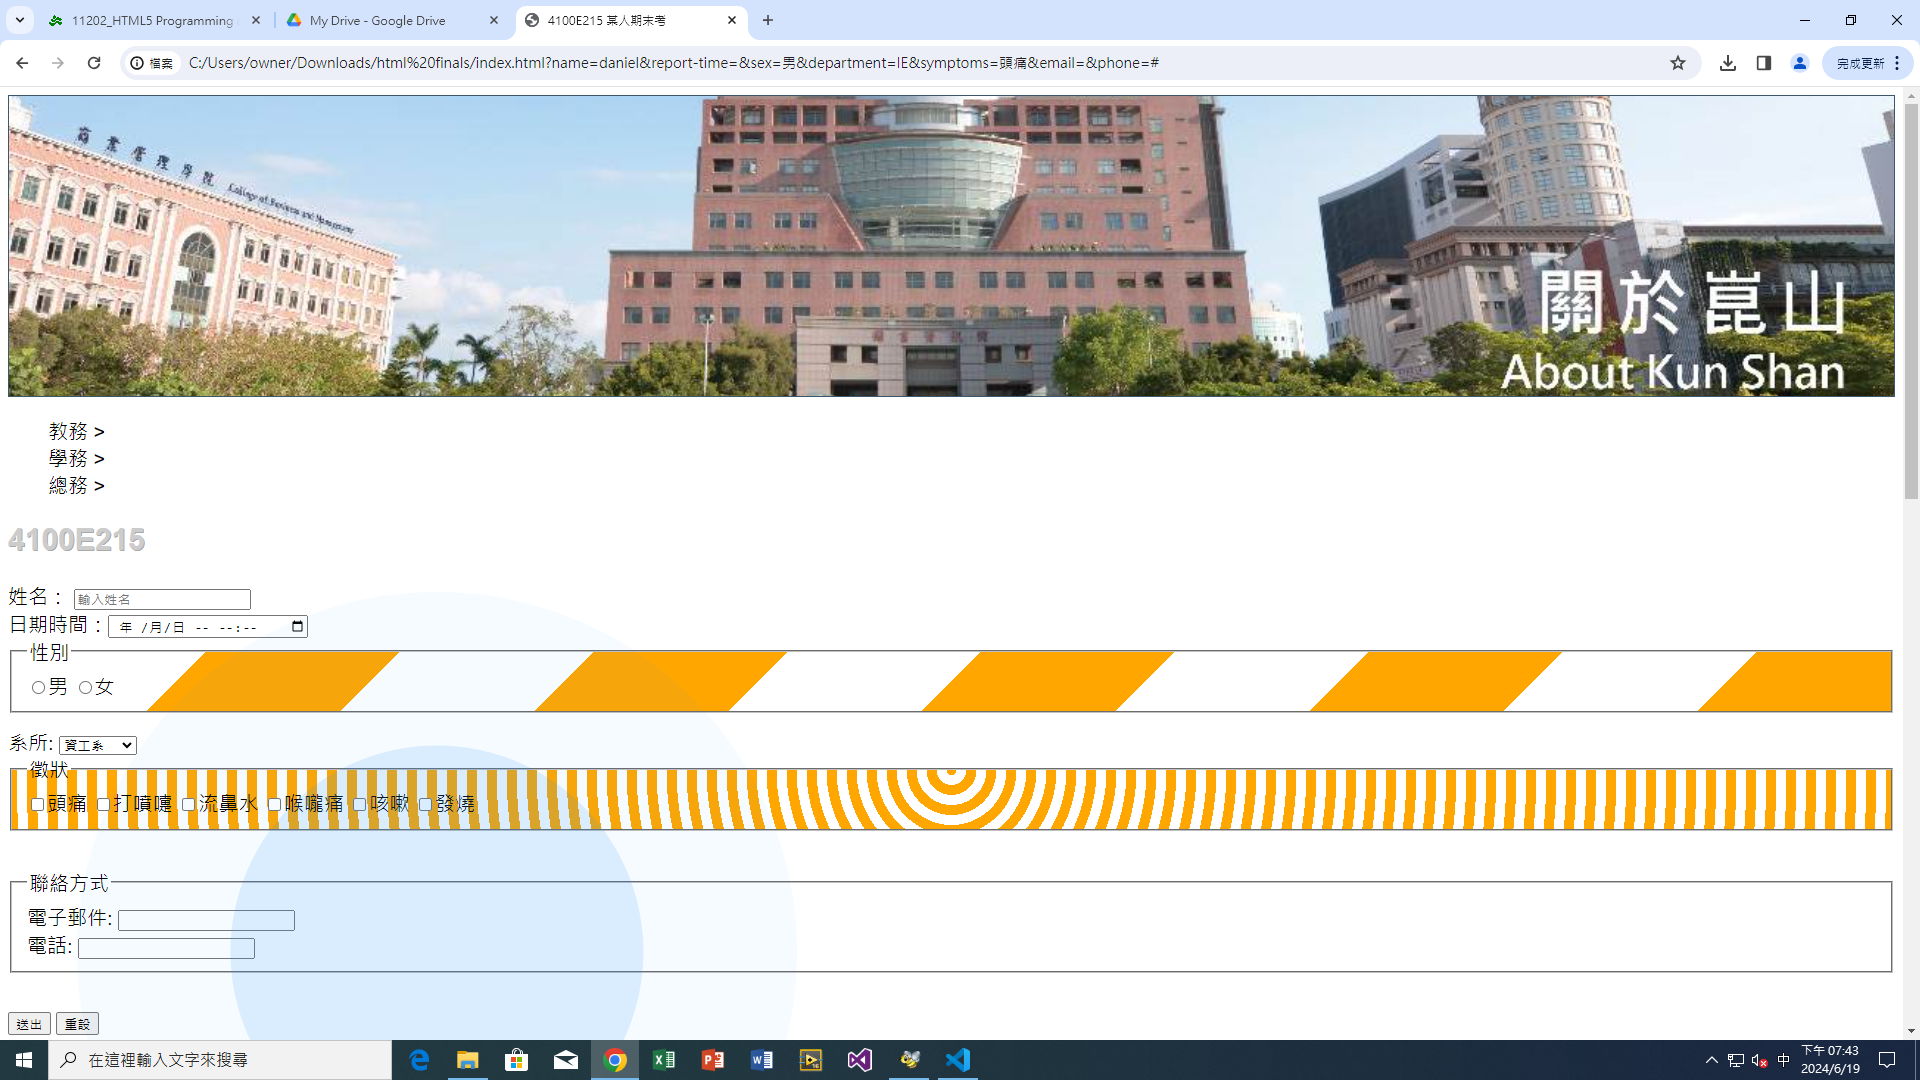 11202_HTML5 Programming
My Drive - Google Drive
4100E215 某人期末考
檔案
C:/Users/owner/Downloads/html%20finals/index.html?name=daniel&report-time=&sex=男&department=IE&symptoms=頭痛&email=&phone=#
完成更新
商業管理學院 College of Business and Management
關於崑山
About Kun Shan
教務 >
學務 >
總務 >
4100E215
姓名： 輸入姓名
日期時間： 年 /月/日 -- --:--
性別
男 女
系所: 資工系
徵狀
頭痛 打噴嚏 流鼻水 喉嚨痛 咳嗽 發燒
聯絡方式
電子郵件:
電話:
送出 重設
在這裡輸入文字來搜尋
中
下午 07:43
2024/6/19